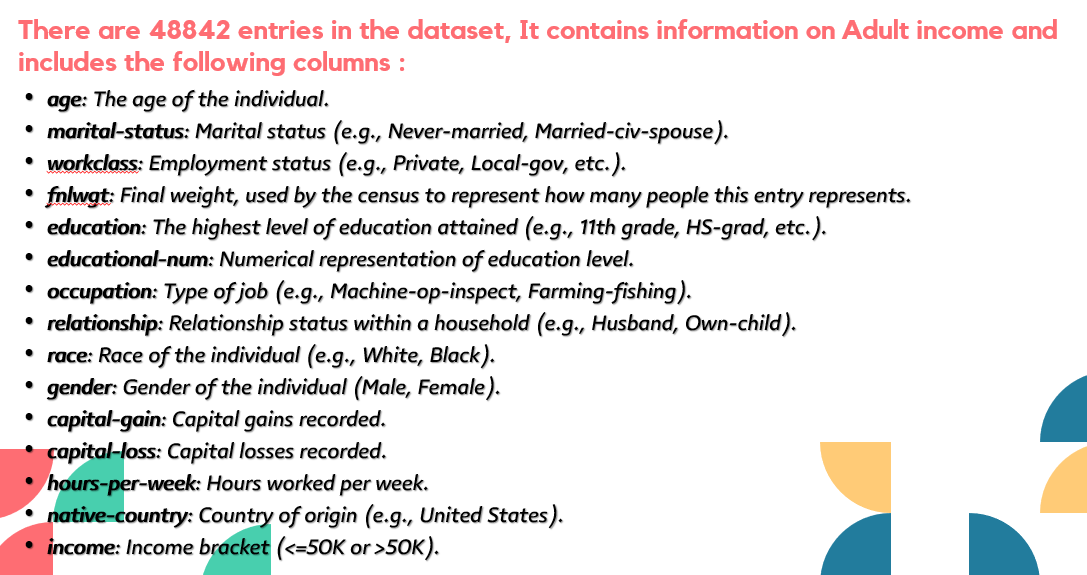 There are 48842 entries in the dataset, It contains information on Adult income and
includes the following columns :
• age: The age of the individual.
• marital-status: Marital status (e.g., Never-married, Married-civ-spouse).
• workclass: Employment status (e.g., Private, Local-gov, etc.).
• fnlwgt: Final weight, used by the census to represent how many people this entry represents.
• education: The highest level of education attained (e.g., 11th grade, HS-grad, etc.).
• educational-num: Numerical representation of education level.
• occupation: Type of job (e.g., Machine-op-inspect, Farming-fishing).
• relationship: Relationship status within a household (e.g., Husband, Own-child).
• race: Race of the individual (e.g., White, Black).
• gender: Gender of the individual (Male, Female).
• capital-gain: Capital gains recorded.
• capital-loss: Capital losses recorded.
• hours-per-week: Hours worked per week.
• native-country: Country of origin (e.g., United States).
• income: Income bracket (<=50K or >50K).